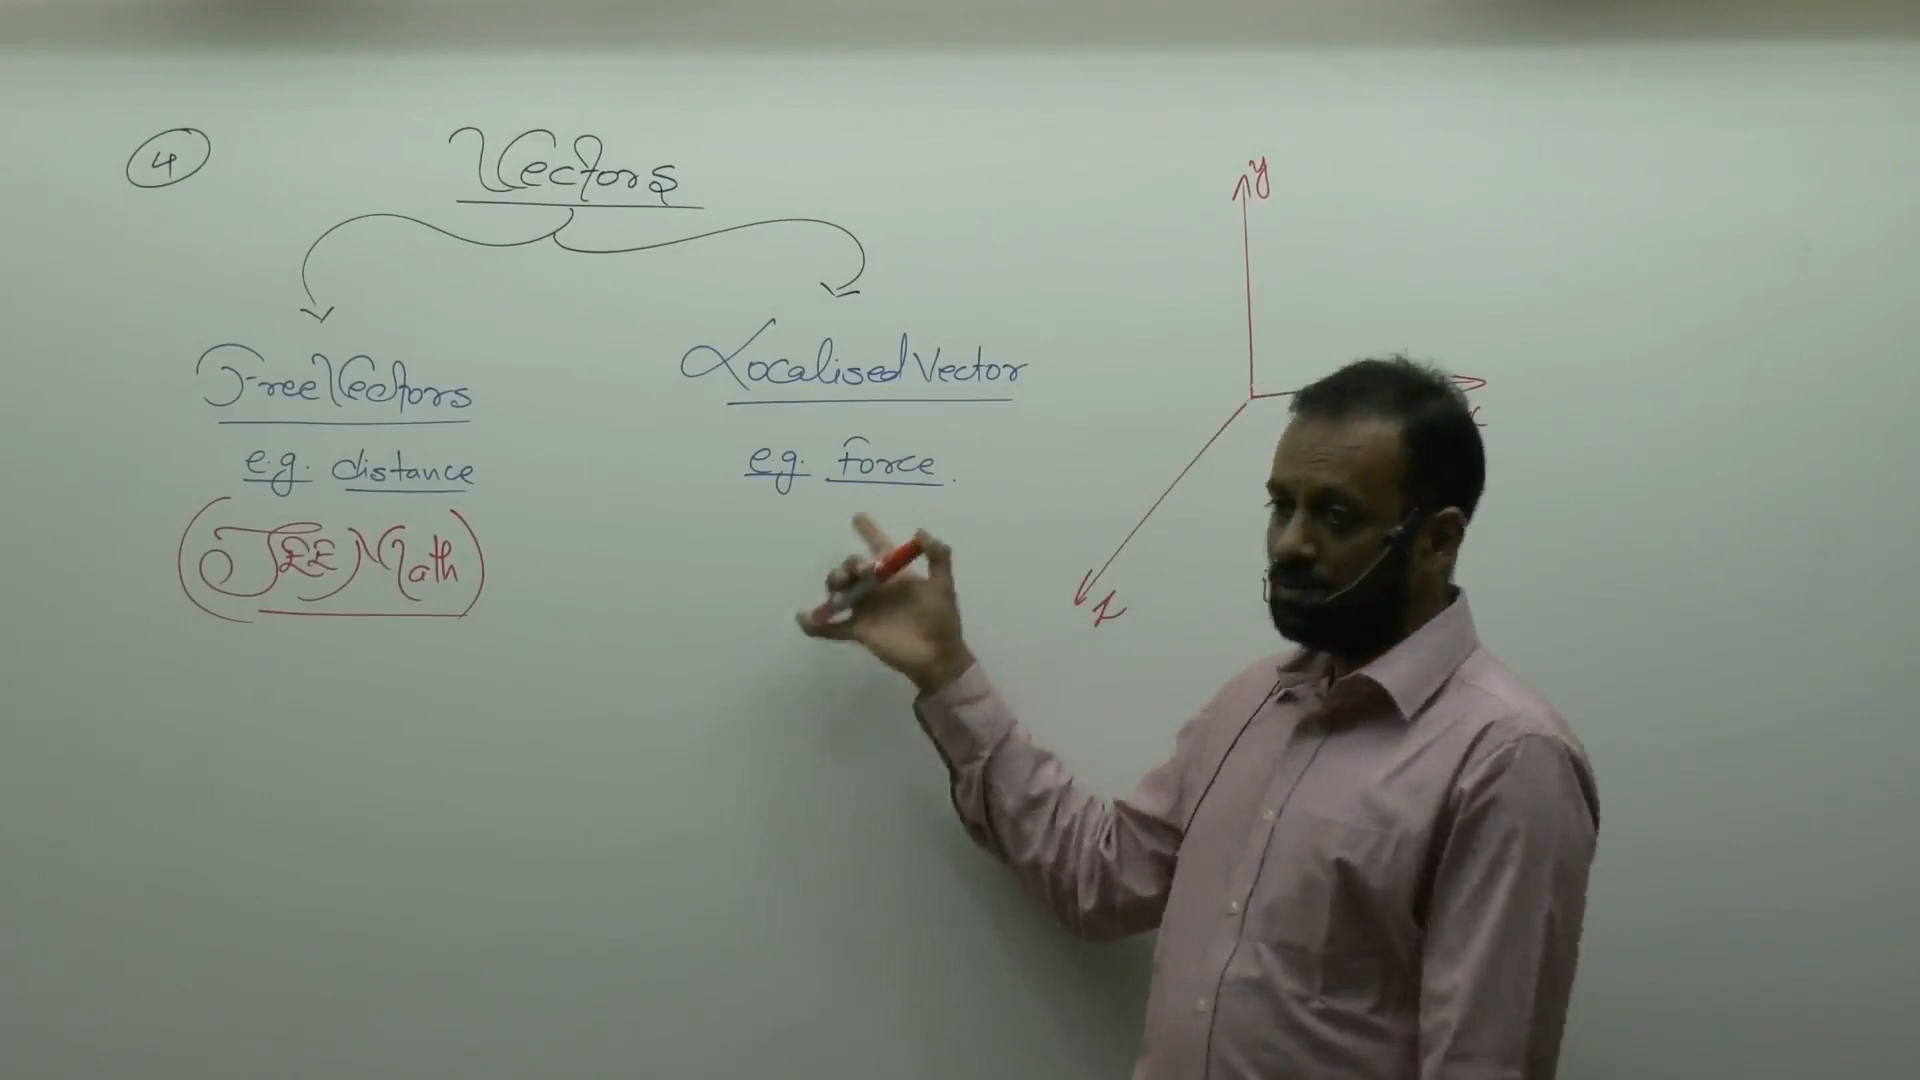 4
Vectors
Free Vectors
e.g. distance
(JEE Math)
Localised Vector
e.g. Force.
y
x
z